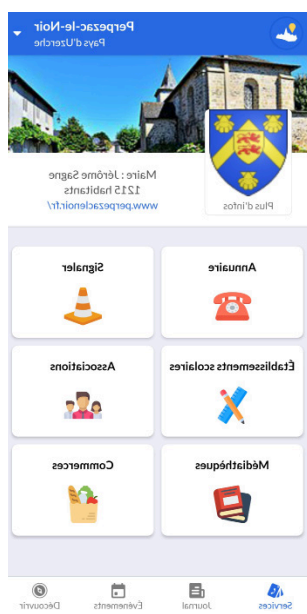 Perpezac-le-Noir
Pays d'Uzerche
Plus d'infos
Maire : Jérôme Sagne
1215 habitants
www.perpezaclenoir.fr/
Annuaire
Signaler
Établissements scolaires
Associations
Médiathèques
Commerces
Services
Journal
Événements
Découvrir